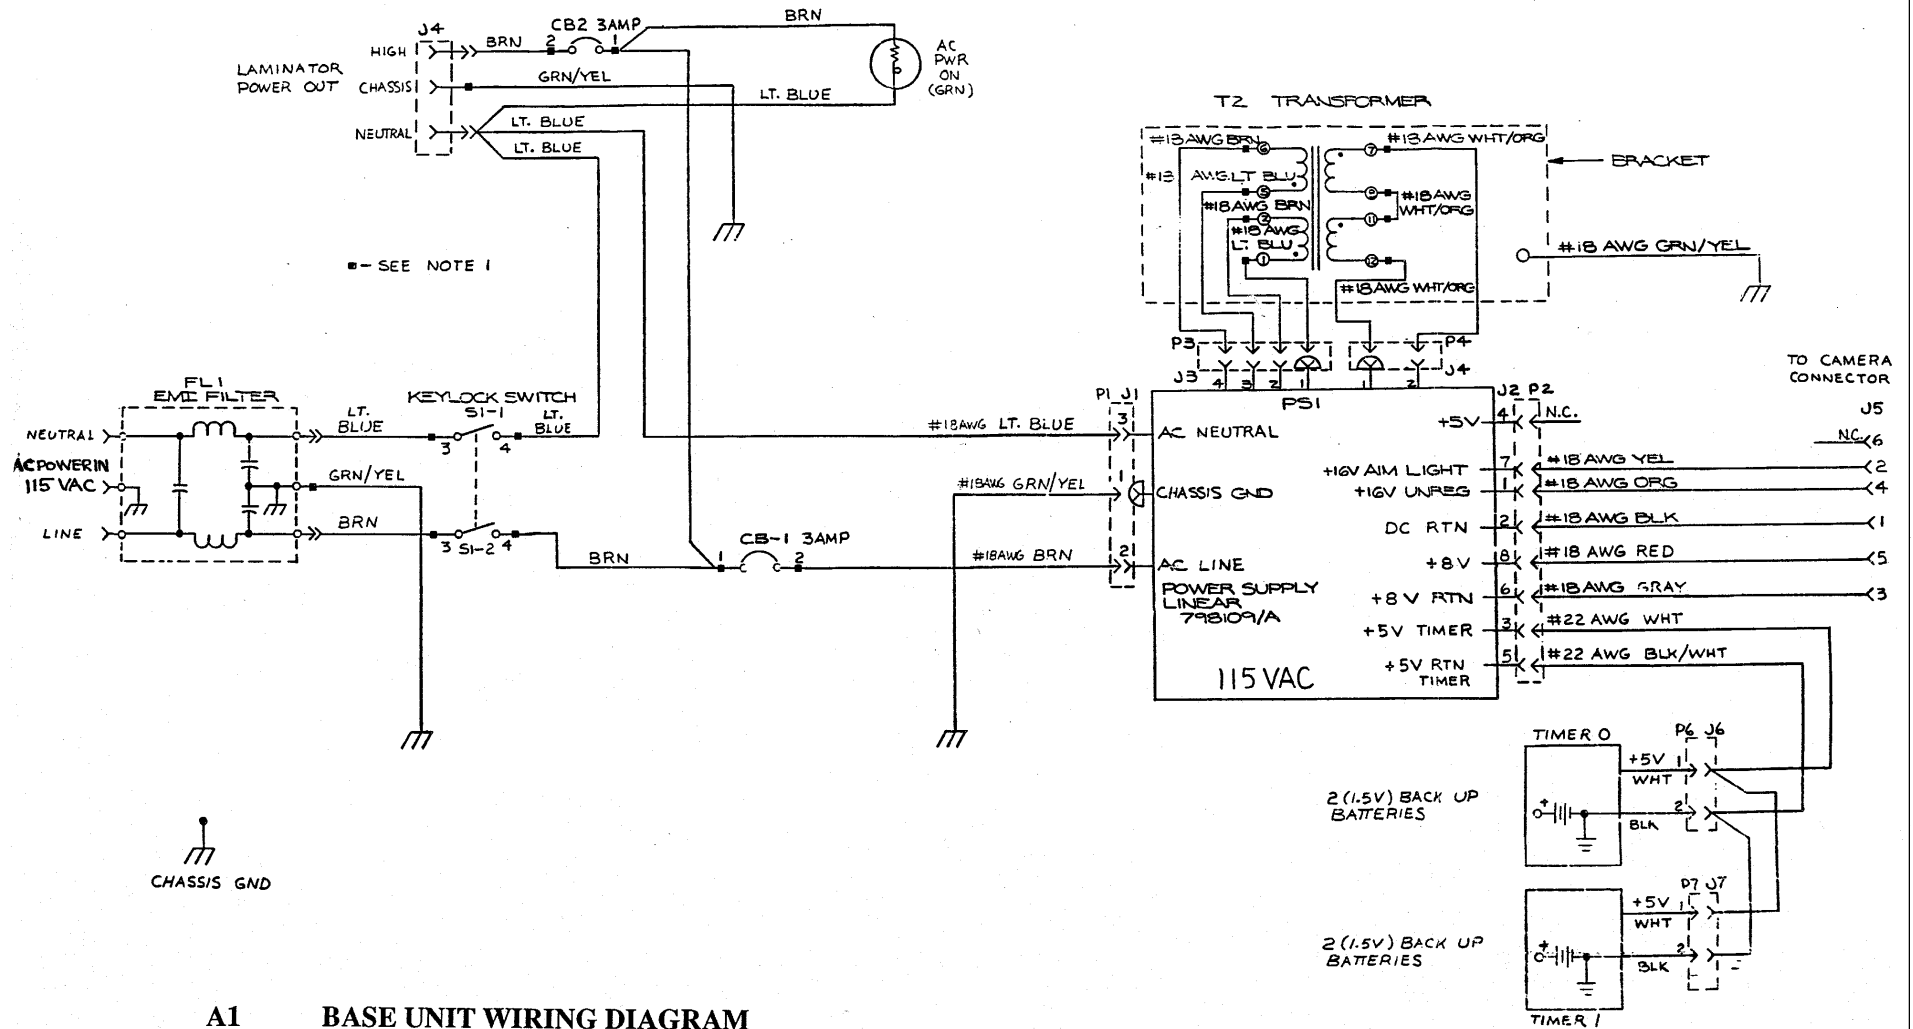 J4
HIGH
BRN
2
CB2 3AMP
1
BRN
AC
PWR
ON
(GRN)
LAMINATOR
POWER OUT
CHASSIS
GRN/YEL
LT. BLUE
NEUTRAL
LT. BLUE
LT. BLUE
■ - SEE NOTE 1
T2 TRANSFORMER
BRACKET
#18 AWG BRN
6
7
#18 AWG WHT/ORG
#18 AWG LT BLU
5
9
#18 AWG
WHT/ORG
#18 AWG BRN
2
11
#18 AWG
LT. BLU
1
12
#18 AWG WHT/ORG
#18 AWG GRN/YEL
P3
P4
J3
4
3
2
1
1
2
J4
FL1
EMI FILTER
NEUTRAL
AC POWER IN
115 VAC
LINE
LT.
BLUE
GRN/YEL
BRN
KEYLOCK SWITCH
S1-1
3
4
LT.
BLUE
3
S1-2
4
BRN
1
CB-1 3AMP
2
#18AWG LT. BLUE
#18AWG GRN/YEL
#18AWG BRN
P1 J1
3
1
2
PS1
AC NEUTRAL
CHASSIS GND
AC LINE
POWER SUPPLY
LINEAR
798109/A
115 VAC
J2 P2
+5V
4
N.C.
+16V AIM LIGHT
7
#18 AWG YEL
+16V UNREG
1
#18 AWG ORG
DC RTN
2
#18 AWG BLK
+8V
8
#18 AWG RED
+8V RTN
6
#18 AWG GRAY
+5V TIMER
3
#22 AWG WHT
+5V RTN
TIMER
5
#22 AWG BLK/WHT
TO CAMERA
CONNECTOR
J5
N.C.
6
2
4
1
5
3
TIMER 0
P6 J6
+5V
1
WHT
+
2
BLK
2 (1.5V) BACK UP
BATTERIES
P7 J7
+5V
1
WHT
+
2
BLK
2 (1.5V) BACK UP
BATTERIES
TIMER 1
CHASSIS GND
A1 BASE UNIT WIRING DIAGRAM